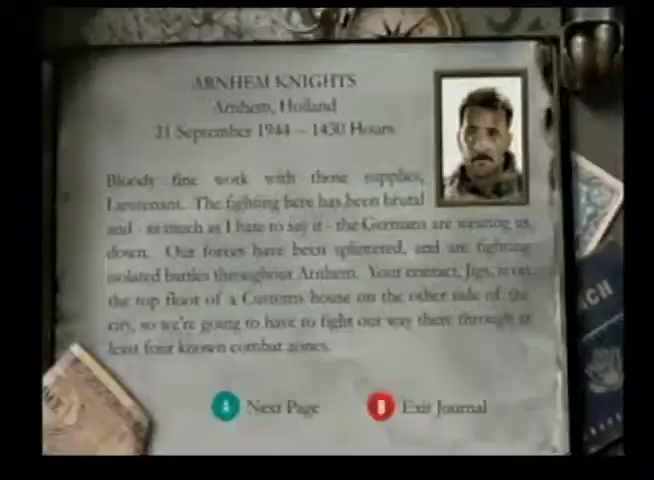 ARNHEM KNIGHTS
Arnhem, Holland
21 September 1944 – 1430 Hours
Bloody fine work with those supplies,
Lieutenant. The fighting here has been brutal
and - as much as I hate to say it - the Germans are wearing us
down. Our forces have been splintered, and are fighting
isolated battles throughout Arnhem. Your contact, Jigs, is on
the top floor of a Customs house on the other side of the
city, so we're going to have to fight our way there through at
least four known combat zones.
A Next Page
B Exit Journal